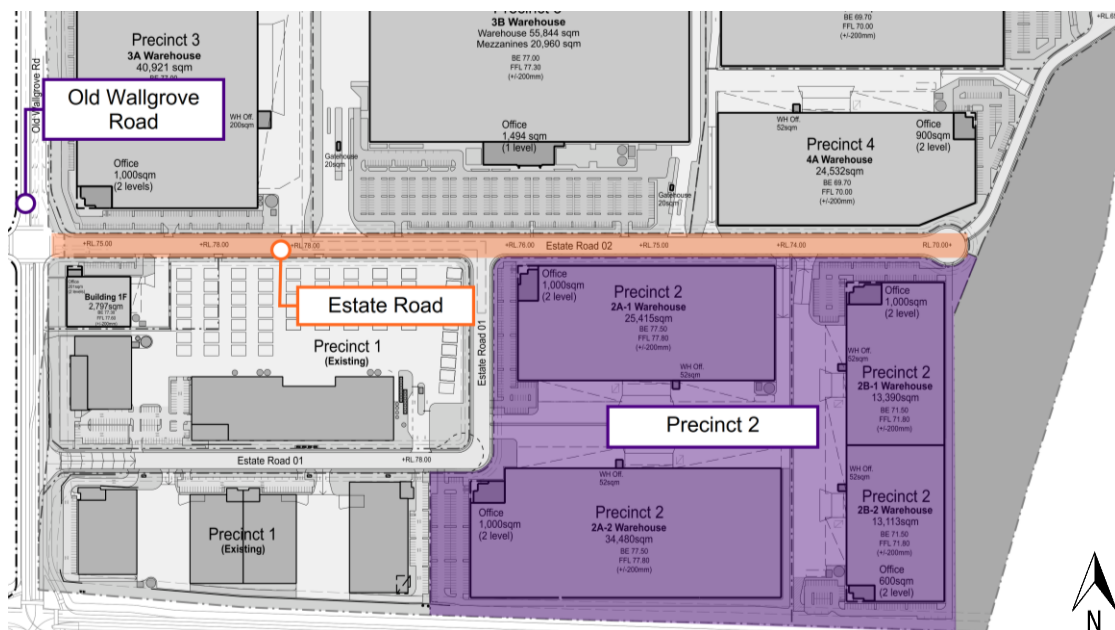 3B Warehouse
Warehouse 55,844 sqm
Mezzanines 20,960 sqm
BE 77.00
FFL 77.30
(+/-200mm)
Office
1,494 sqm
(1 level)
Gatehouse
20sqm
Gatehouse
20sqm
Precinct 3
3A Warehouse
40,921 sqm
BE 77.00
WH Off.
200sqm
Office
1,000sqm
(2 levels)
Old Wallgrove Rd
Old Wallgrove
Road
BE 69.70
FFL 70.00
(+/-200mm)
WH Off.
52sqm
Office
900sqm
(2 level)
Precinct 4
4A Warehouse
24,532sqm
BE 69.70
FFL 70.00
(+/-200mm)
+RL.75.00
+RL.78.00
+RL.78.00
+RL.76.00
Estate Road 02
+RL.75.00
+RL.74.00
RL.70.00+
Estate Road
Building 1F
2,797sqm
(+/-200mm)
Precinct 1
(Existing)
Estate Road 01
Estate Road 01
+RL.78.00
Precinct 1
(Existing)
Office
1,000sqm
(2 level)
Precinct 2
2A-1 Warehouse
25,415sqm
BE 77.50
FFL 77.80
(+/-200mm)
WH Off.
52sqm
Precinct 2
WH Off.
52sqm
Office
1,000sqm
(2 level)
Precinct 2
2A-2 Warehouse
34,480sqm
BE 77.50
FFL 77.80
(+/-200mm)
Office
1,000sqm
(2 level)
WH Off.
52sqm
Precinct 2
2B-1 Warehouse
13,390sqm
BE 71.50
FFL 71.80
(+/-200mm)
WH Off.
52sqm
Precinct 2
2B-2 Warehouse
13,113sqm
BE 71.50
FFL 71.80
(+/-200mm)
Office
600sqm
(2 level)
N